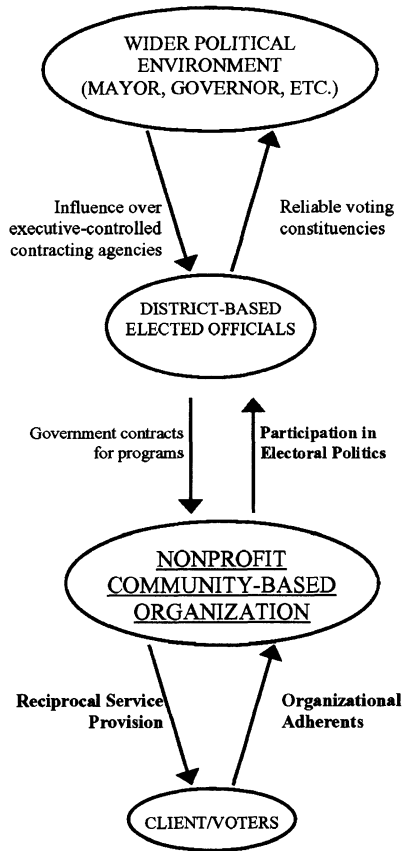 WIDER POLITICAL
ENVIRONMENT
(MAYOR, GOVERNOR, ETC.)
Influence over
executive-controlled
contracting agencies
Reliable voting
constituencies
DISTRICT-BASED
ELECTED OFFICIALS
Government contracts
for programs
Participation in
Electoral Politics
NONPROFIT
COMMUNITY-BASED
ORGANIZATION
Reciprocal Service
Provision
Organizational
Adherents
CLIENT/VOTERS